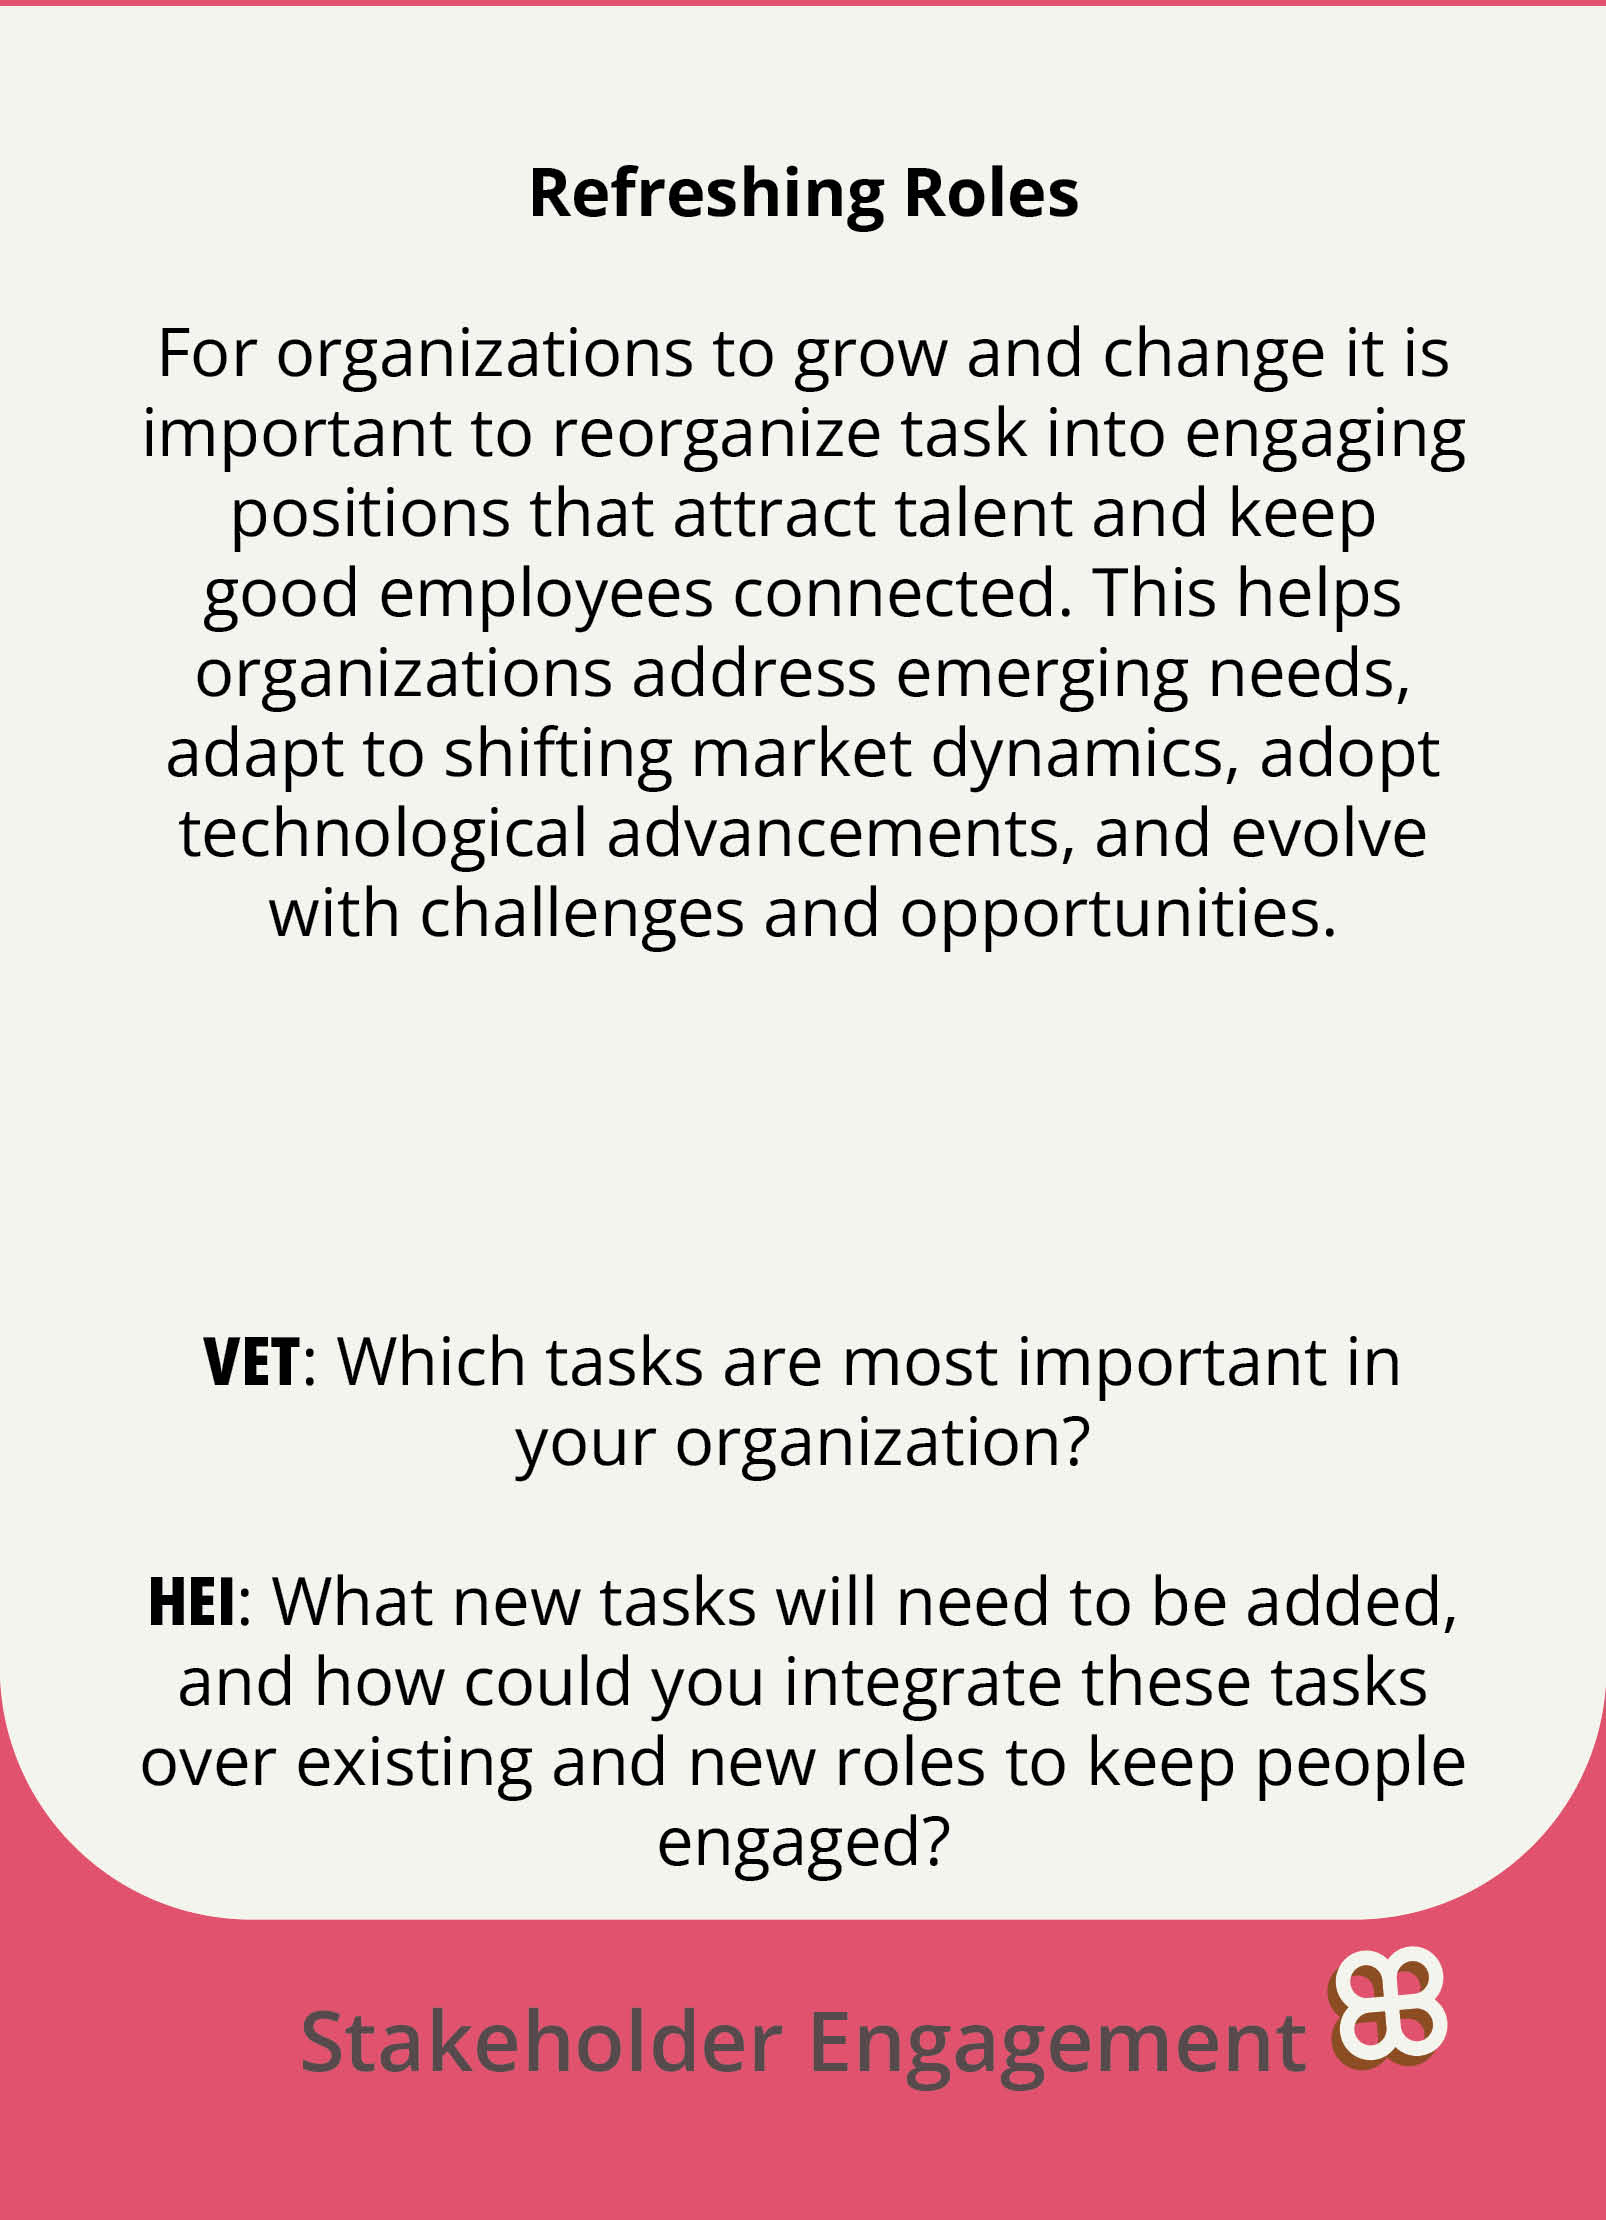 Refreshing Roles
For organizations to grow and change it is
important to reorganize task into engaging
positions that attract talent and keep
good employees connected. This helps
organizations address emerging needs,
adapt to shifting market dynamics, adopt
technological advancements, and evolve
with challenges and opportunities.
VET: Which tasks are most important in
your organization?
HEI: What new tasks will need to be added,
and how could you integrate these tasks
over existing and new roles to keep people
engaged?
Stakeholder Engagement